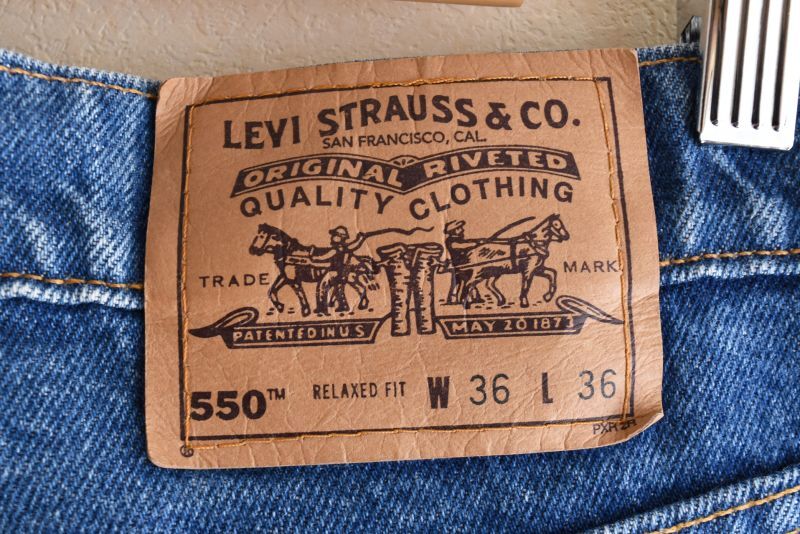 LEVI STRAUSS & CO.
SAN FRANCISCO, CAL.
ORIGINAL RIVETED
QUALITY CLOTHING
TRADE MARK
PATENTED IN U.S. MAY 20 1873
550™ RELAXED FIT W 36 L 36
®